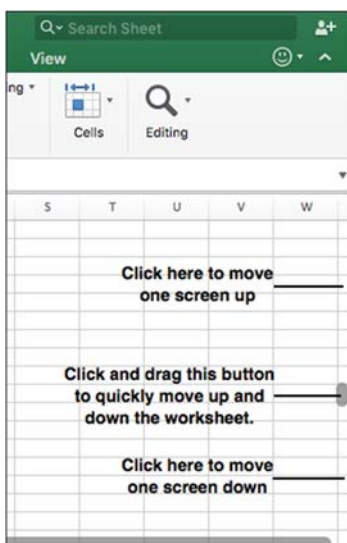 Search Sheet
View
ng
Cells Editing
S T U V W
Click here to move
one screen up
Click and drag this button
to quickly move up and
down the worksheet.
Click here to move
one screen down